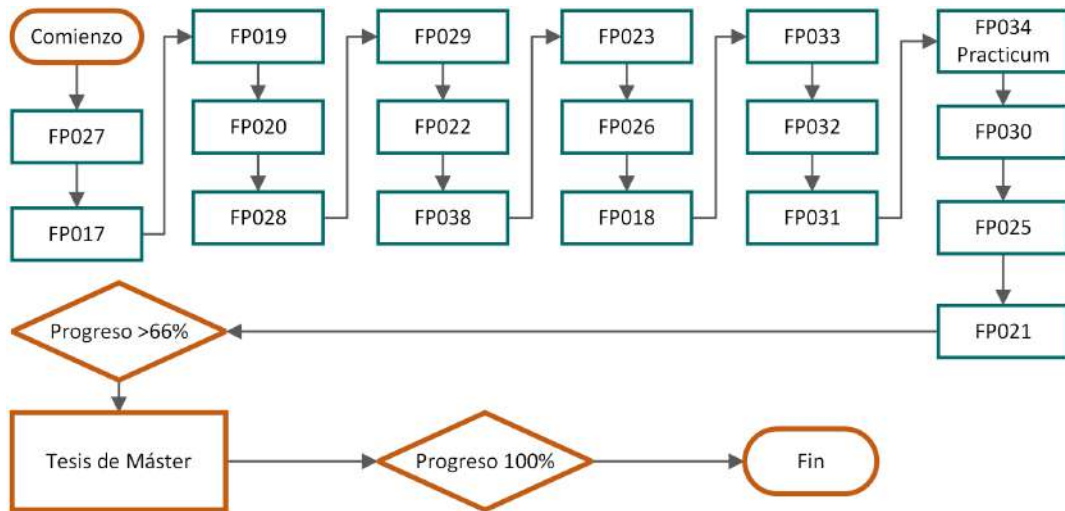 Comienzo
FP027
FP017
FP019
FP020
FP028
FP029
FP022
FP038
FP023
FP026
FP018
FP033
FP032
FP031
FP034
Practicum
FP030
FP025
FP021
Progreso >66%
Tesis de Máster
Progreso 100%
Fin